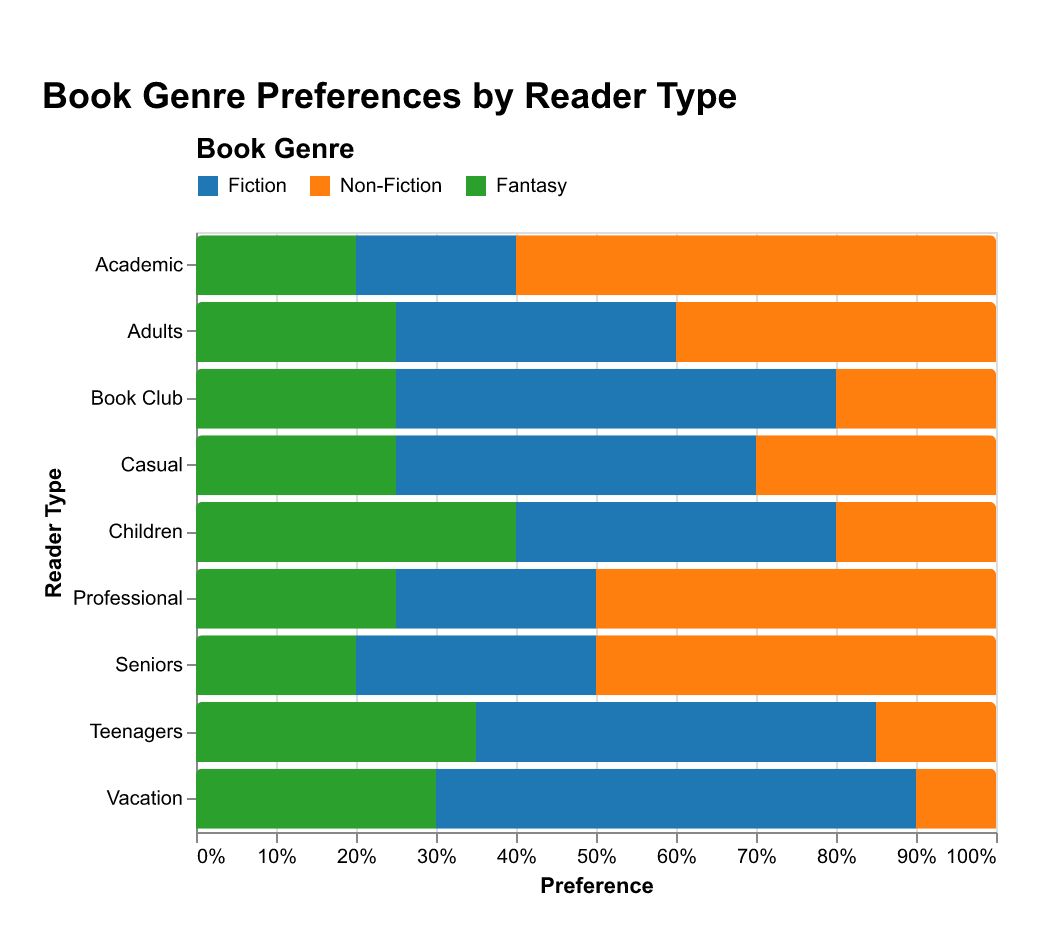 Book Genre Preferences by Reader Type
Book Genre
Fiction Non-Fiction Fantasy
Reader Type
Academic
Adults
Book Club
Casual
Children
Professional
Seniors
Teenagers
Vacation
0% 10% 20% 30% 40% 50% 60% 70% 80% 90% 100%
Preference